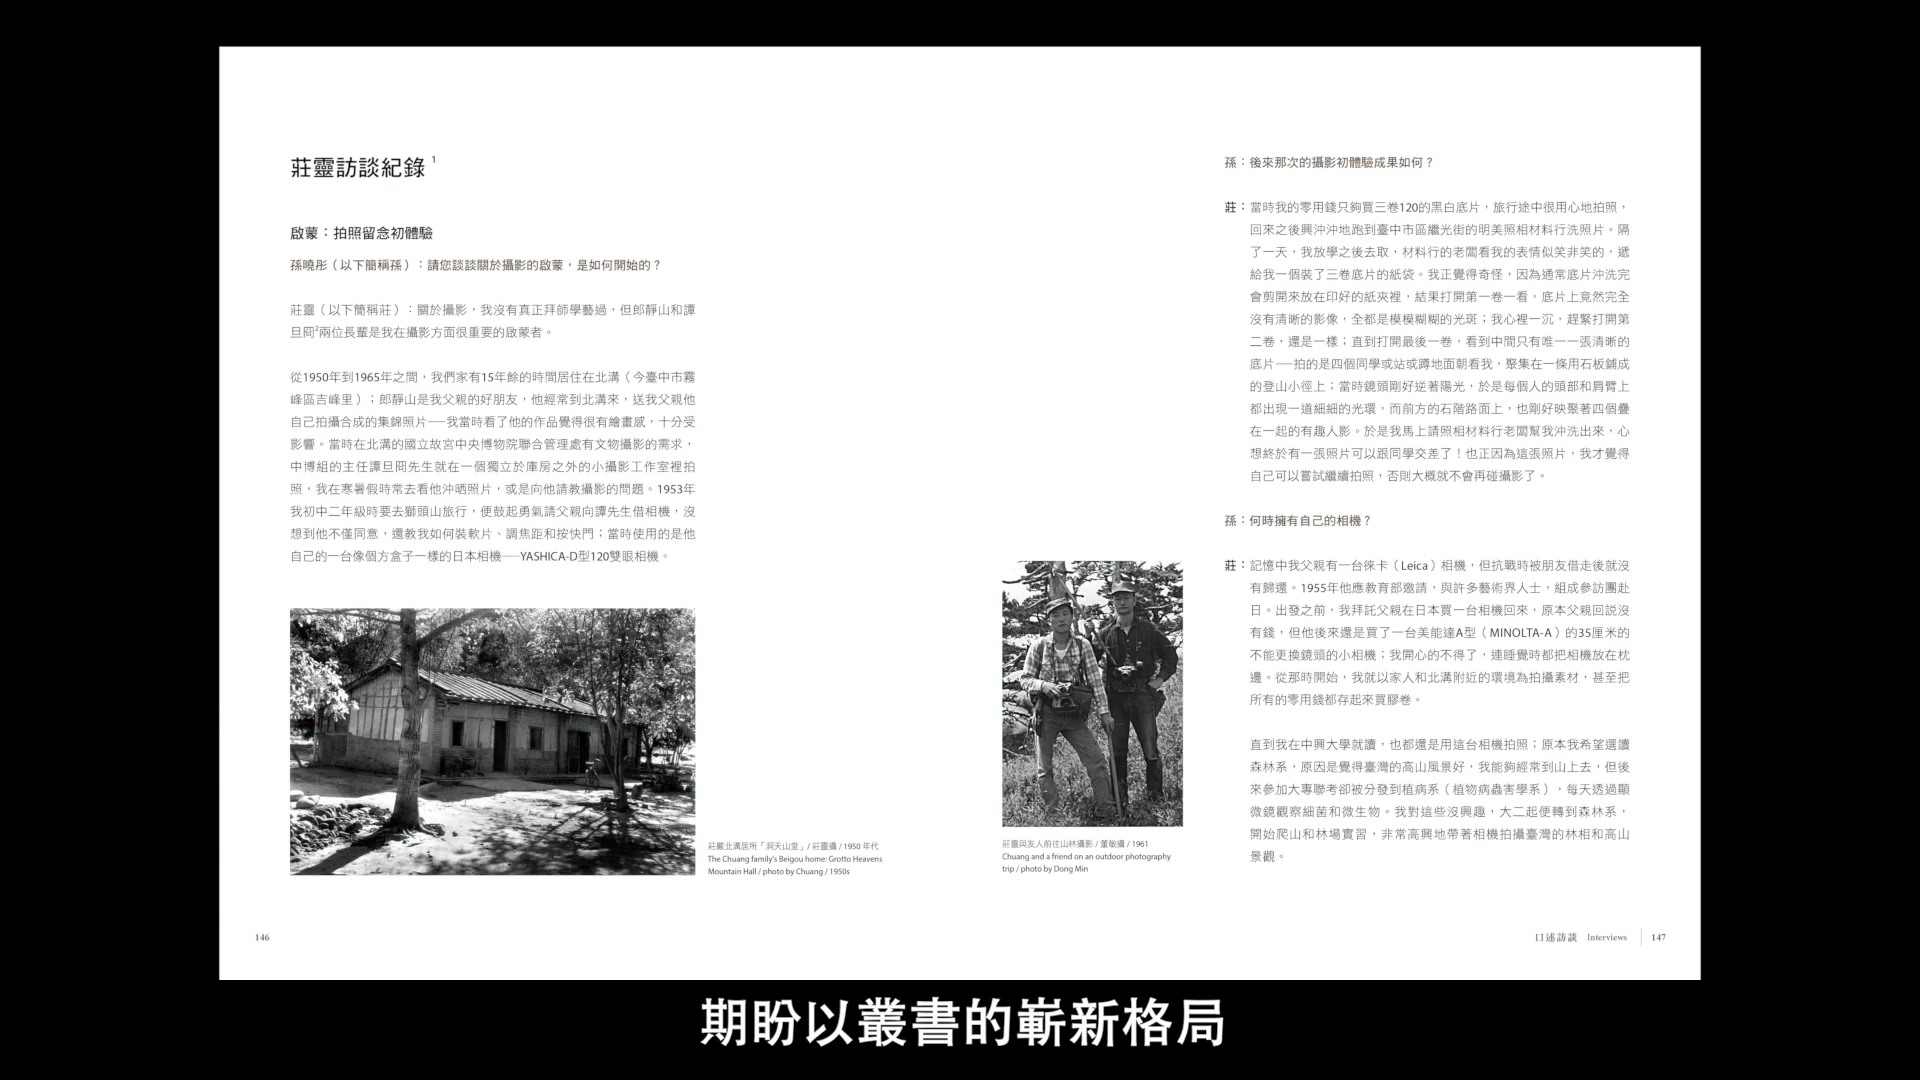 莊靈訪談紀錄¹
啟蒙：拍照留念初體驗
孫曉彤（以下簡稱孫）：請您談談關於攝影的啟蒙，是如何開始的？
莊靈（以下簡稱莊）：關於攝影，我沒有真正拜師學藝過，但郎靜山和譚
旦冏²兩位長輩是我在攝影方面很重要的啟蒙者。
從1950年到1965年之間，我們家有15年餘的時間居住在北溝（今臺中市霧
峰區吉峰里）；郎靜山是我父親的好朋友，他經常到北溝來，送我父親他
自己拍攝合成的集錦照片——我當時看了他的作品覺得很有繪畫感，十分受
影響。當時在北溝的國立故宮中央博物院聯合管理處有文物攝影的需求，
中博組的主任譚旦冏先生就在一個獨立於庫房之外的小攝影工作室裡拍
照，我在寒暑假時常去看他沖晒照片，或是向他請教攝影的問題。1953年
我初中二年級時要去獅頭山旅行，便鼓起勇氣請父親向譚先生借相機，沒
想到他不僅同意，還教我如何裝軟片、調焦距和按快門；當時使用的是他
自己的一台像個方盒子一樣的日本相機——YASHICA-D型120雙眼相機。
莊嚴北溝居所「洞天山堂」/ 莊靈攝 / 1950 年代
The Chuang family's Beigou home: Grotto Heavens
Mountain Hall / photo by Chuang / 1950s
146
莊靈與友人前往山林攝影 / 董敏攝 / 1961
Chuang and a friend on an outdoor photography
trip / photo by Dong Min
孫：後來那次的攝影初體驗成果如何？
莊：當時我的零用錢只夠買三卷120的黑白底片，旅行途中很用心地拍照，
回來之後興沖沖地跑到臺中市區繼光街的明美照相材料行洗照片。隔
了一天，我放學之後去取，材料行的老闆看我的表情似笑非笑的，遞
給我一個裝了三卷底片的紙袋。我正覺得奇怪，因為通常底片沖洗完
會剪開來放在印好的紙夾裡，結果打開第一卷一看，底片上竟然完全
沒有清晰的影像，全都是模模糊糊的光斑；我心裡一沉，趕緊打開第
二卷，還是一樣；直到打開最後一卷，看到中間只有唯一一張清晰的
底片——拍的是四個同學或站或蹲地面朝看我，聚集在一條用石板鋪成
的登山小徑上；當時鏡頭剛好逆著陽光，於是每個人的頭部和肩臂上
都出現一道細細的光環，而前方的石階路面上，也剛好映聚著四個疊
在一起的有趣人影。於是我馬上請照相材料行老闆幫我沖洗出來，心
想終於有一張照片可以跟同學交差了！也正因為這張照片，我才覺得
自己可以嘗試繼續拍照，否則大概就不會再碰攝影了。
孫：何時擁有自己的相機？
莊：記憶中我父親有一台徠卡（Leica）相機，但抗戰時被朋友借走後就沒
有歸還。1955年他應教育部邀請，與許多藝術界人士，組成參訪團赴
日。出發之前，我拜託父親在日本買一台相機回來，原本父親回說沒
有錢，但他後來還是買了一台美能達A型（MINOLTA-A）的35厘米的
不能更換鏡頭的小相機；我開心的不得了，連睡覺時都把相機放在枕
邊。從那時開始，我就以家人和北溝附近的環境為拍攝素材，甚至把
所有的零用錢都存起來買膠卷。
直到我在中興大學就讀，也都還是用這台相機拍照；原本我希望選讀
森林系，原因是覺得臺灣的高山風景好，我能夠經常到山上去，但後
來參加大專聯考卻被分發到植病系（植物病蟲害學系），每天透過顯
微鏡觀察細菌和微生物。我對這些沒興趣，大二起便轉到森林系，
開始爬山和林場實習，非常高興地帶著相機拍攝臺灣的林相和高山
景觀。
口述訪談 Interviews 147
期盼以叢書的嶄新格局